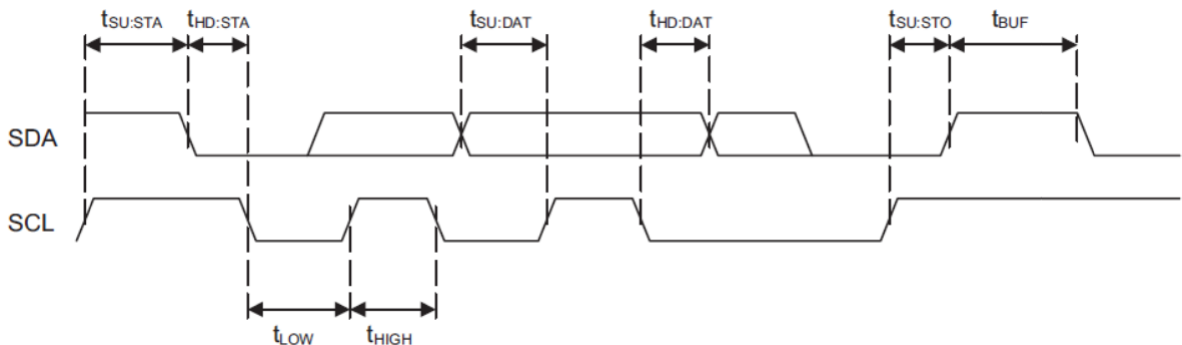 tSU:STA tHD:STA tSU:DAT tHD:DAT tSU:STO tBUF
SDA
SCL
tLOW tHIGH